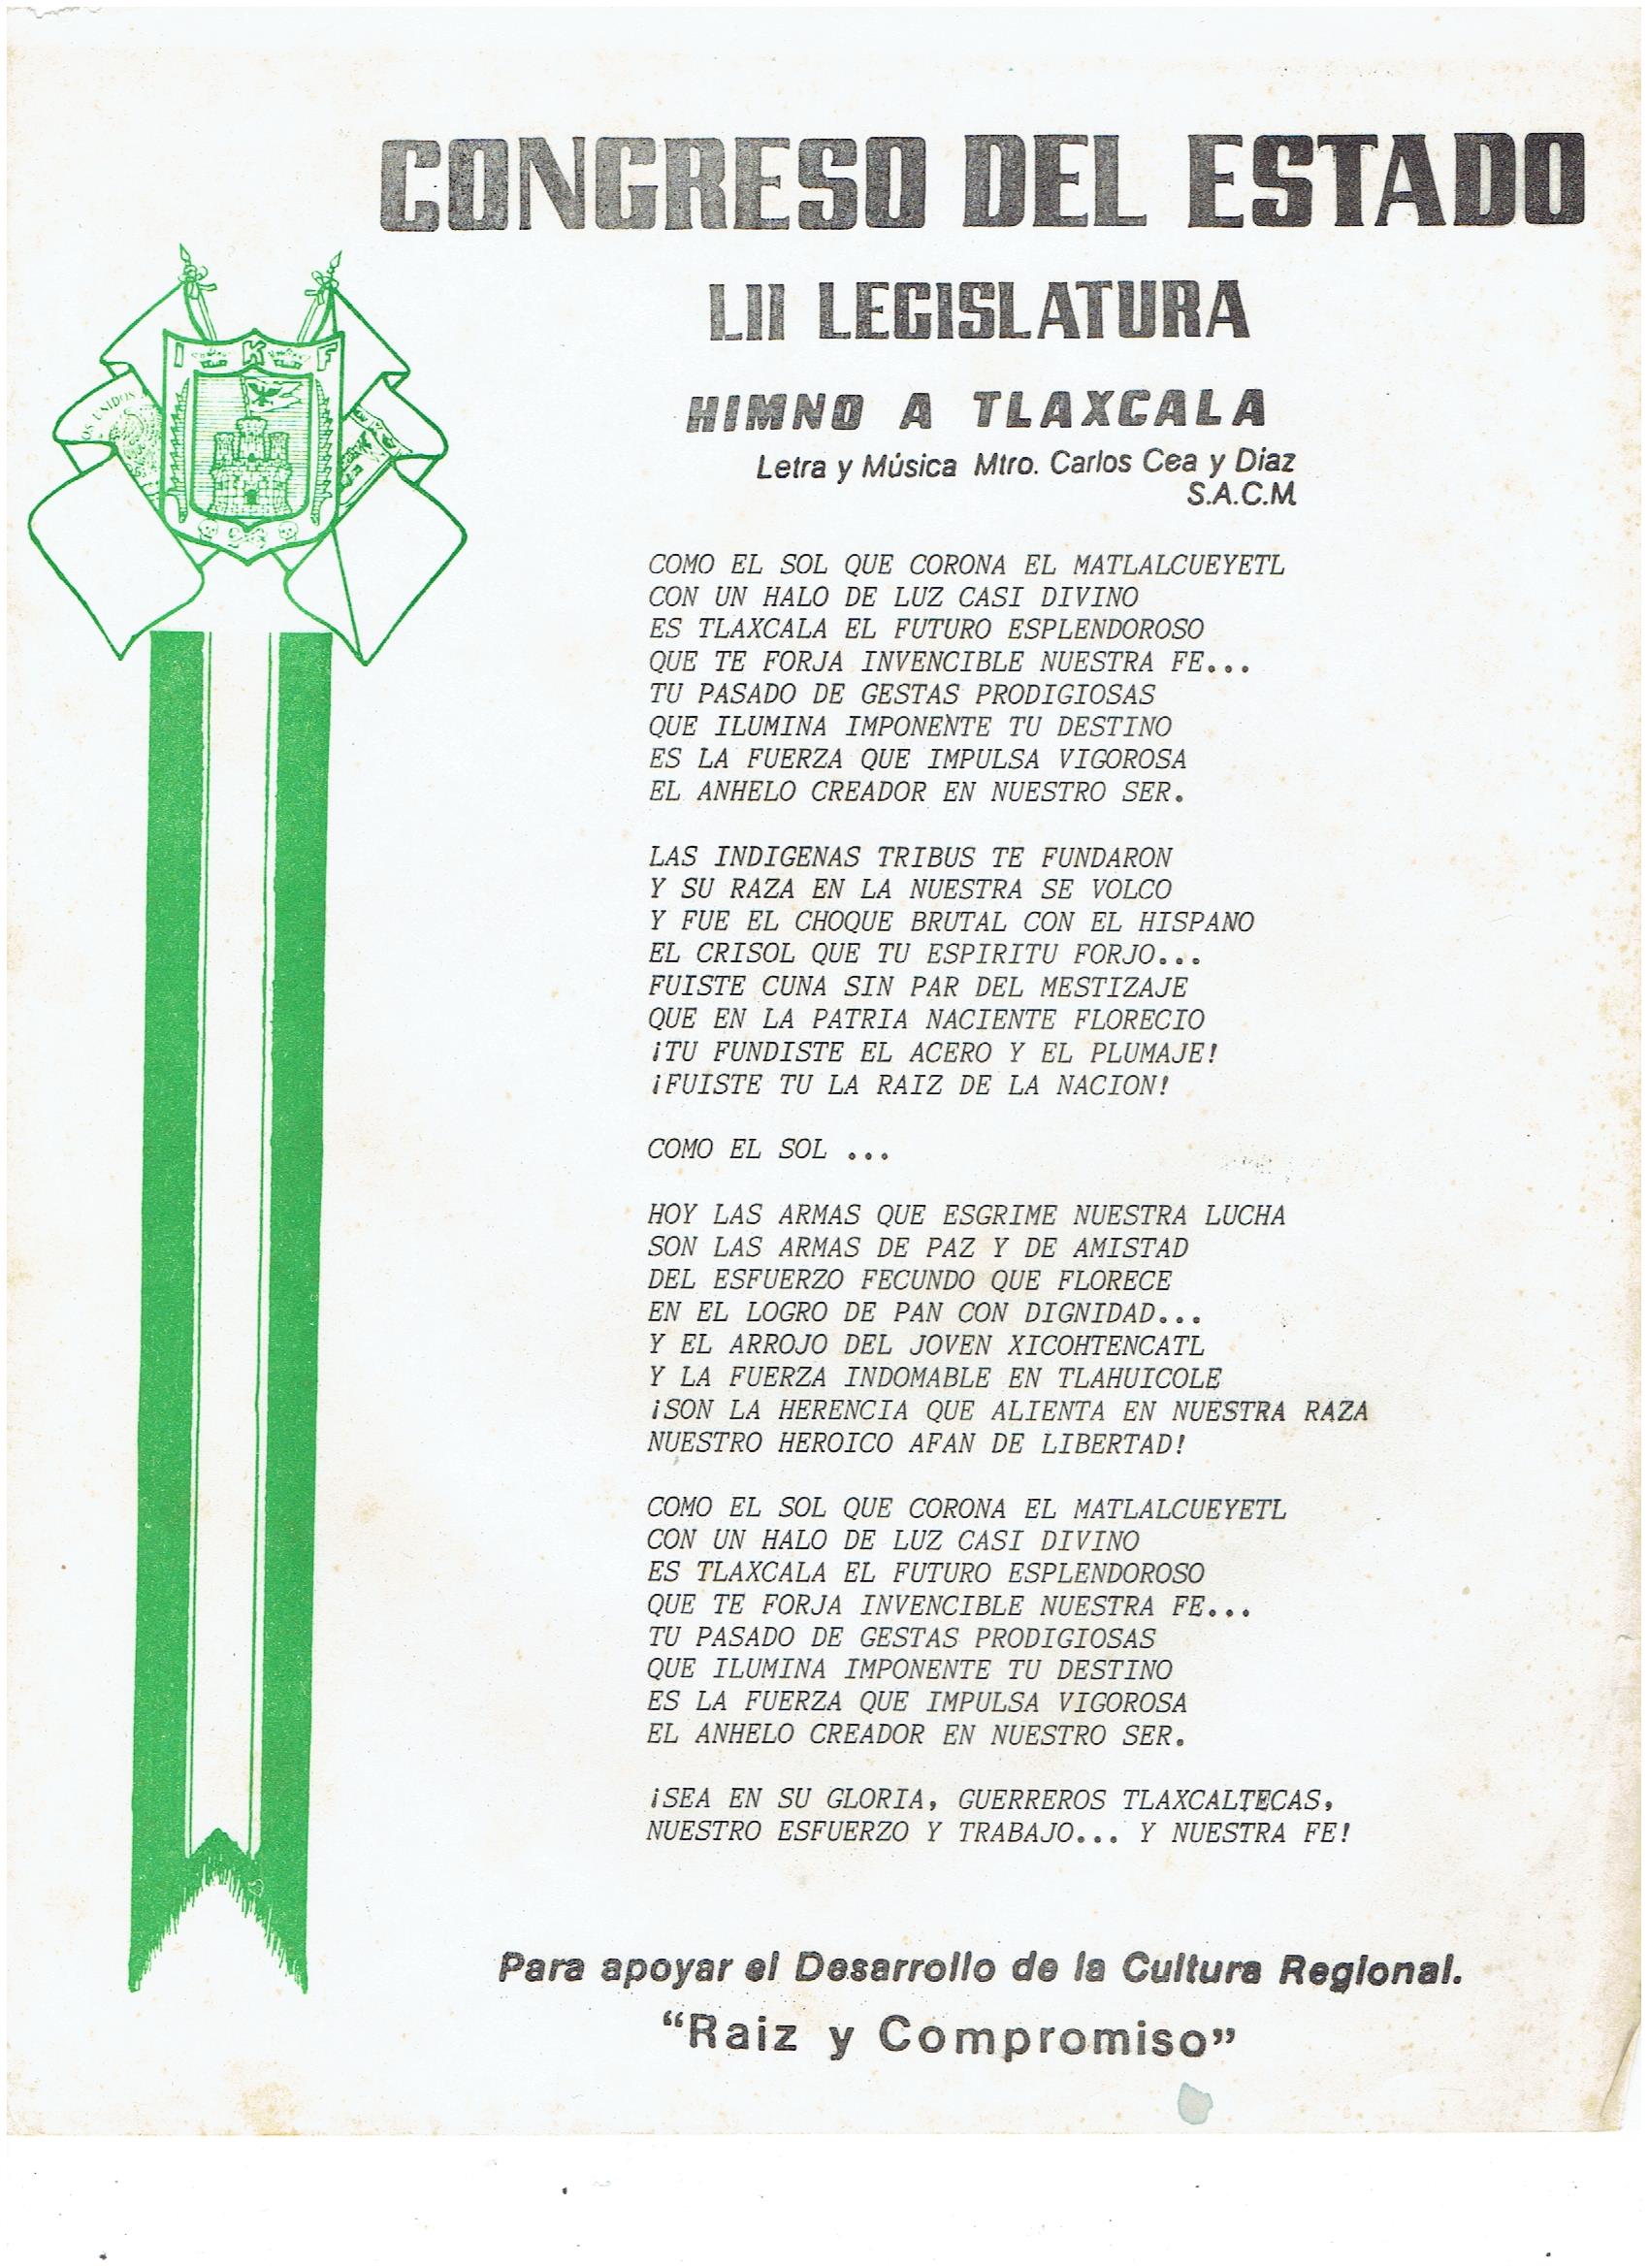 CONGRESO DEL ESTADO
LII LEGISLATURA
I K F
OS UNIDOS
HIMNO A TLAXCALA
Letra y Música Mtro. Carlos Cea y Diaz
S.A.C.M
COMO EL SOL QUE CORONA EL MATLALCUEYETL
CON UN HALO DE LUZ CASI DIVINO
ES TLAXCALA EL FUTURO ESPLENDOROSO
QUE TE FORJA INVENCIBLE NUESTRA FE...
TU PASADO DE GESTAS PRODIGIOSAS
QUE ILUMINA IMPONENTE TU DESTINO
ES LA FUERZA QUE IMPULSA VIGOROSA
EL ANHELO CREADOR EN NUESTRO SER.
LAS INDIGENAS TRIBUS TE FUNDARON
Y SU RAZA EN LA NUESTRA SE VOLCO
Y FUE EL CHOQUE BRUTAL CON EL HISPANO
EL CRISOL QUE TU ESPIRITU FORJO...
FUISTE CUNA SIN PAR DEL MESTIZAJE
QUE EN LA PATRIA NACIENTE FLORECIO
¡TU FUNDISTE EL ACERO Y EL PLUMAJE!
¡FUISTE TU LA RAIZ DE LA NACION!
COMO EL SOL ...
HOY LAS ARMAS QUE ESGRIME NUESTRA LUCHA
SON LAS ARMAS DE PAZ Y DE AMISTAD
DEL ESFUERZO FECUNDO QUE FLORECE
EN EL LOGRO DE PAN CON DIGNIDAD...
Y EL ARROJO DEL JOVEN XICOHTENCATL
Y LA FUERZA INDOMABLE EN TLAHUICOLE
¡SON LA HERENCIA QUE ALIENTA EN NUESTRA RAZA
NUESTRO HEROICO AFAN DE LIBERTAD!
COMO EL SOL QUE CORONA EL MATLALCUEYETL
CON UN HALO DE LUZ CASI DIVINO
ES TLAXCALA EL FUTURO ESPLENDOROSO
QUE TE FORJA INVENCIBLE NUESTRA FE...
TU PASADO DE GESTAS PRODIGIOSAS
QUE ILUMINA IMPONENTE TU DESTINO
ES LA FUERZA QUE IMPULSA VIGOROSA
EL ANHELO CREADOR EN NUESTRO SER.
¡SEA EN SU GLORIA, GUERREROS TLAXCALTECAS,
NUESTRO ESFUERZO Y TRABAJO... Y NUESTRA FE!
Para apoyar el Desarrollo de la Cultura Regional.
"Raiz y Compromiso"